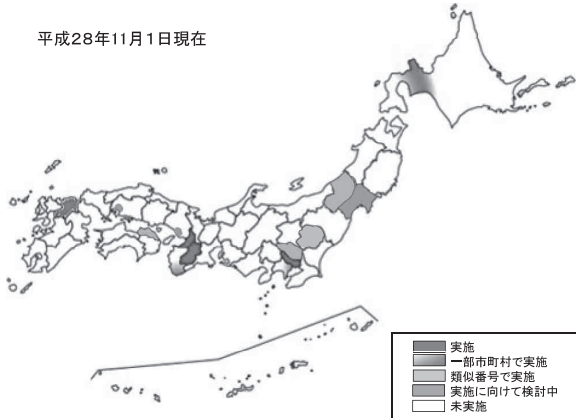 平成28年11月1日現在
実施
一部市町村で実施
類似番号で実施
実施に向けて検討中
未実施